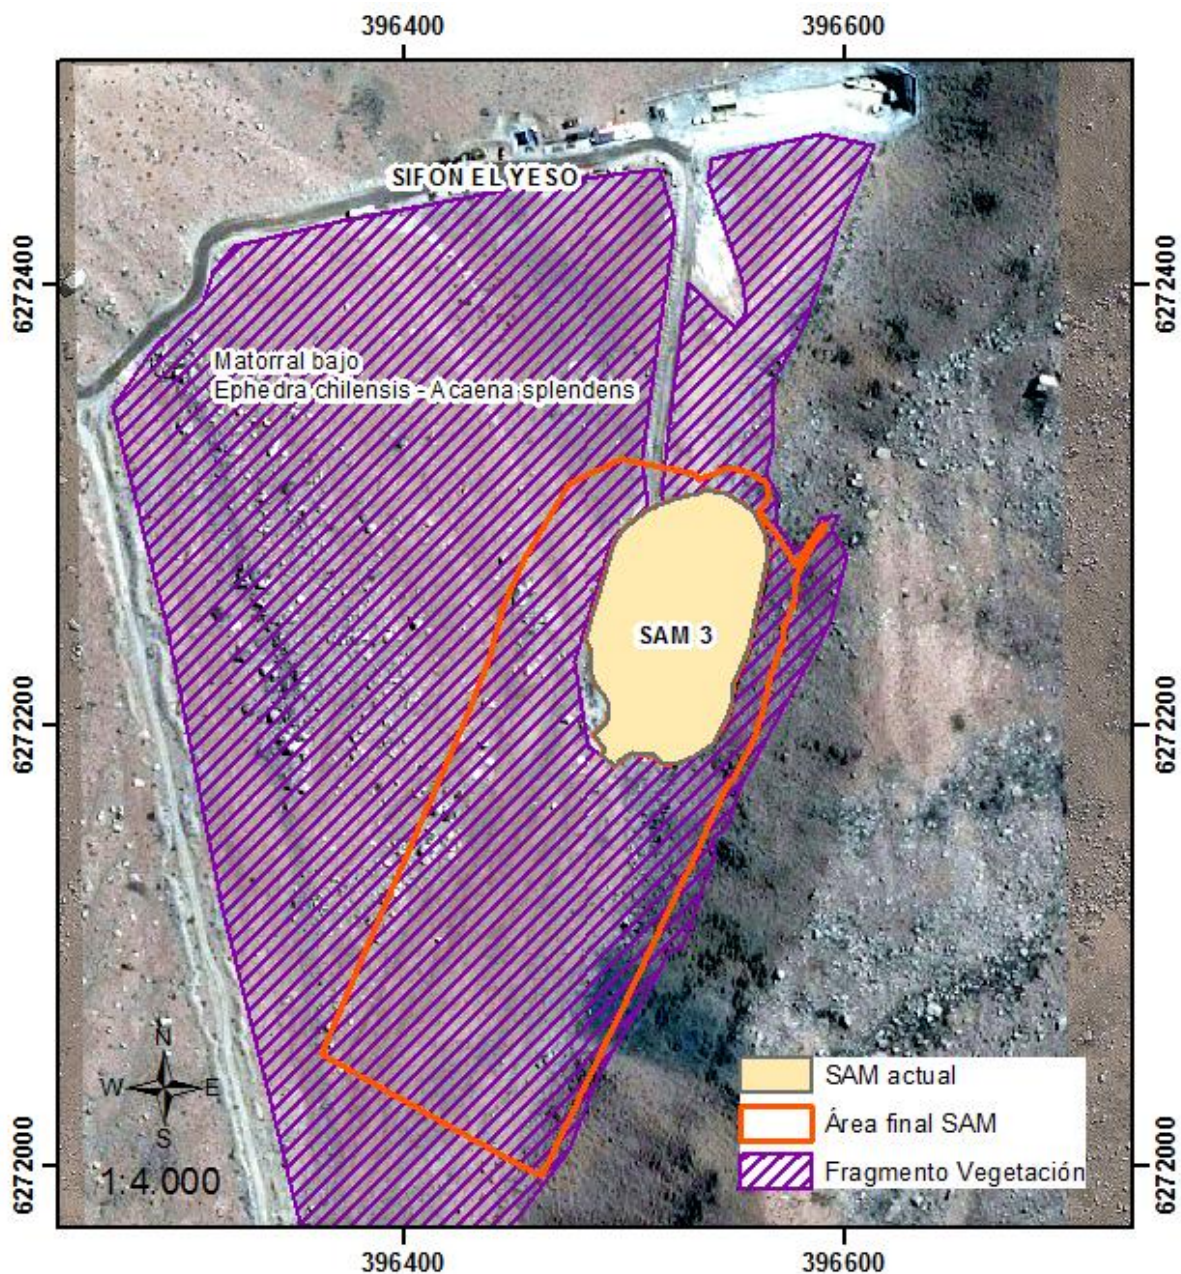 396400
396600
SIFON EL YESO
6272400
6272400
Matorral bajo
Ephedra chilensis - Acaena splendens
SAM 3
6272200
6272200
N
W
E
S
1:4.000
SAM actual
Área final SAM
Fragmento Vegetación
6272000
6272000
396400
396600